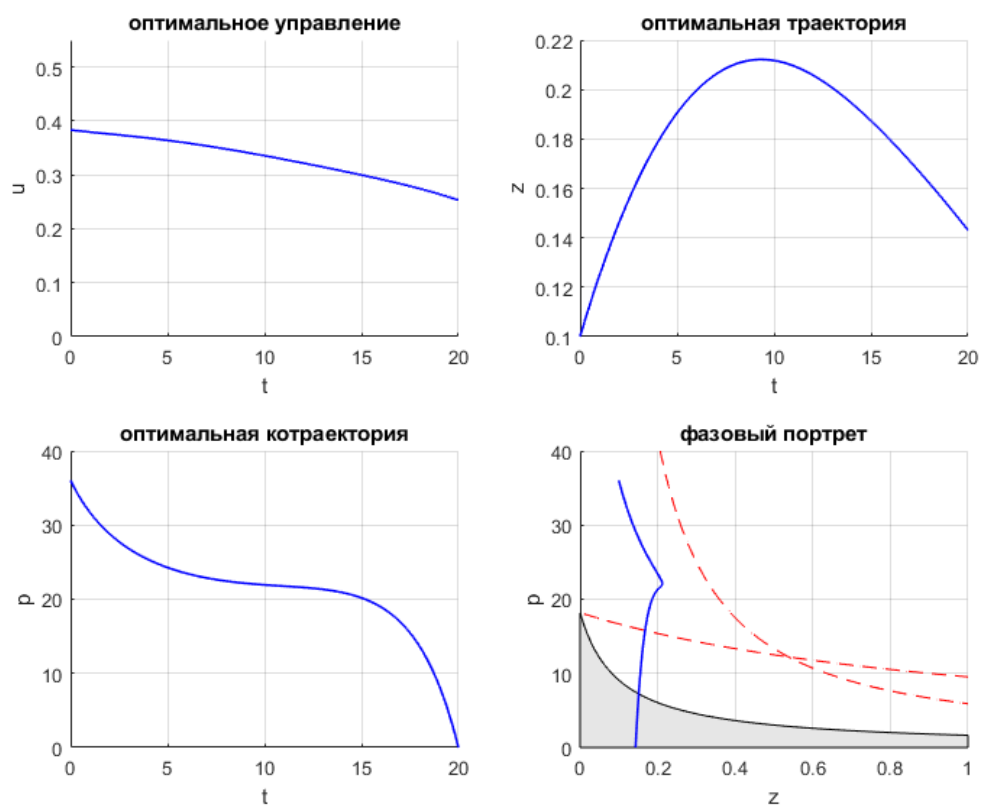 оптимальное управление
u
0.5
0.4
0.3
0.2
0.1
0
0 5 10 15 20
t
оптимальная траектория
z
0.22
0.2
0.18
0.16
0.14
0.12
0.1
0 5 10 15 20
t
оптимальная котраектория
p
40
30
20
10
0
0 5 10 15 20
t
фазовый портрет
p
40
30
20
10
0
0 0.2 0.4 0.6 0.8 1
z